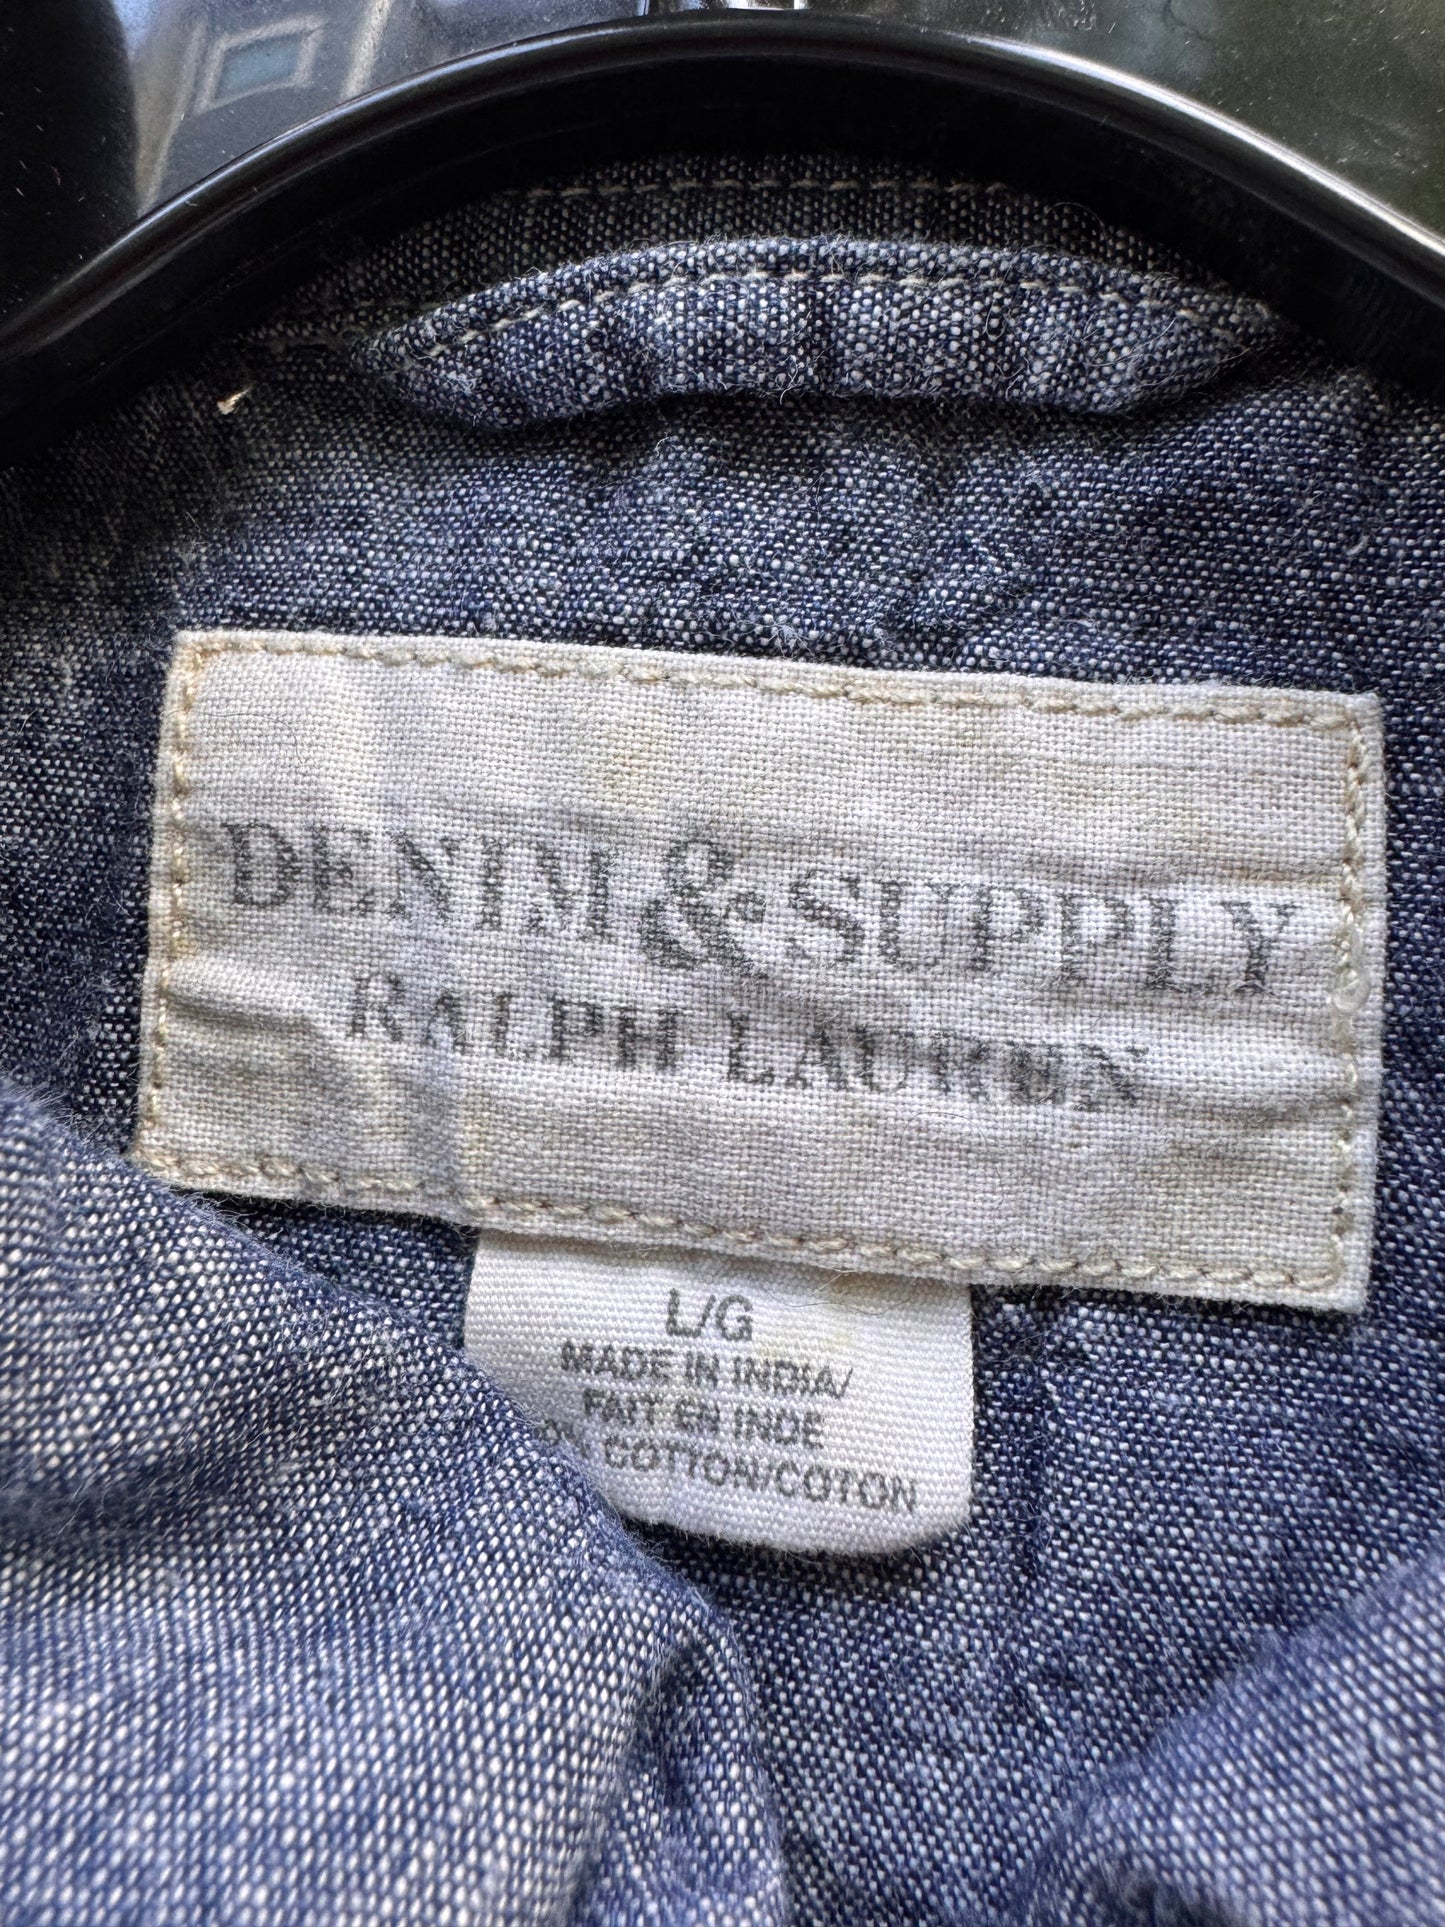 DENIM & SUPPLY
RALPH LAUREN
L/G
MADE IN INDIA/
FAIT EN INDE
COTTON/COTON